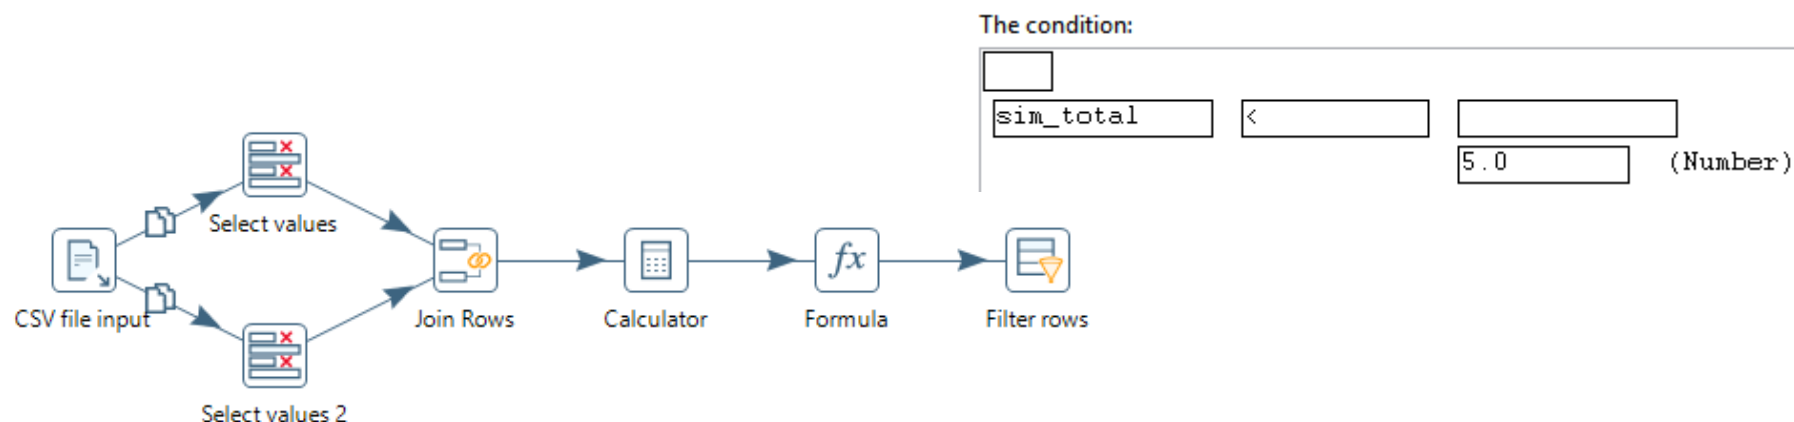 The condition:
sim_total <
5.0 (Number)
Select values
CSV file input
Join Rows
Calculator
fx
Formula
Filter rows
Select values 2